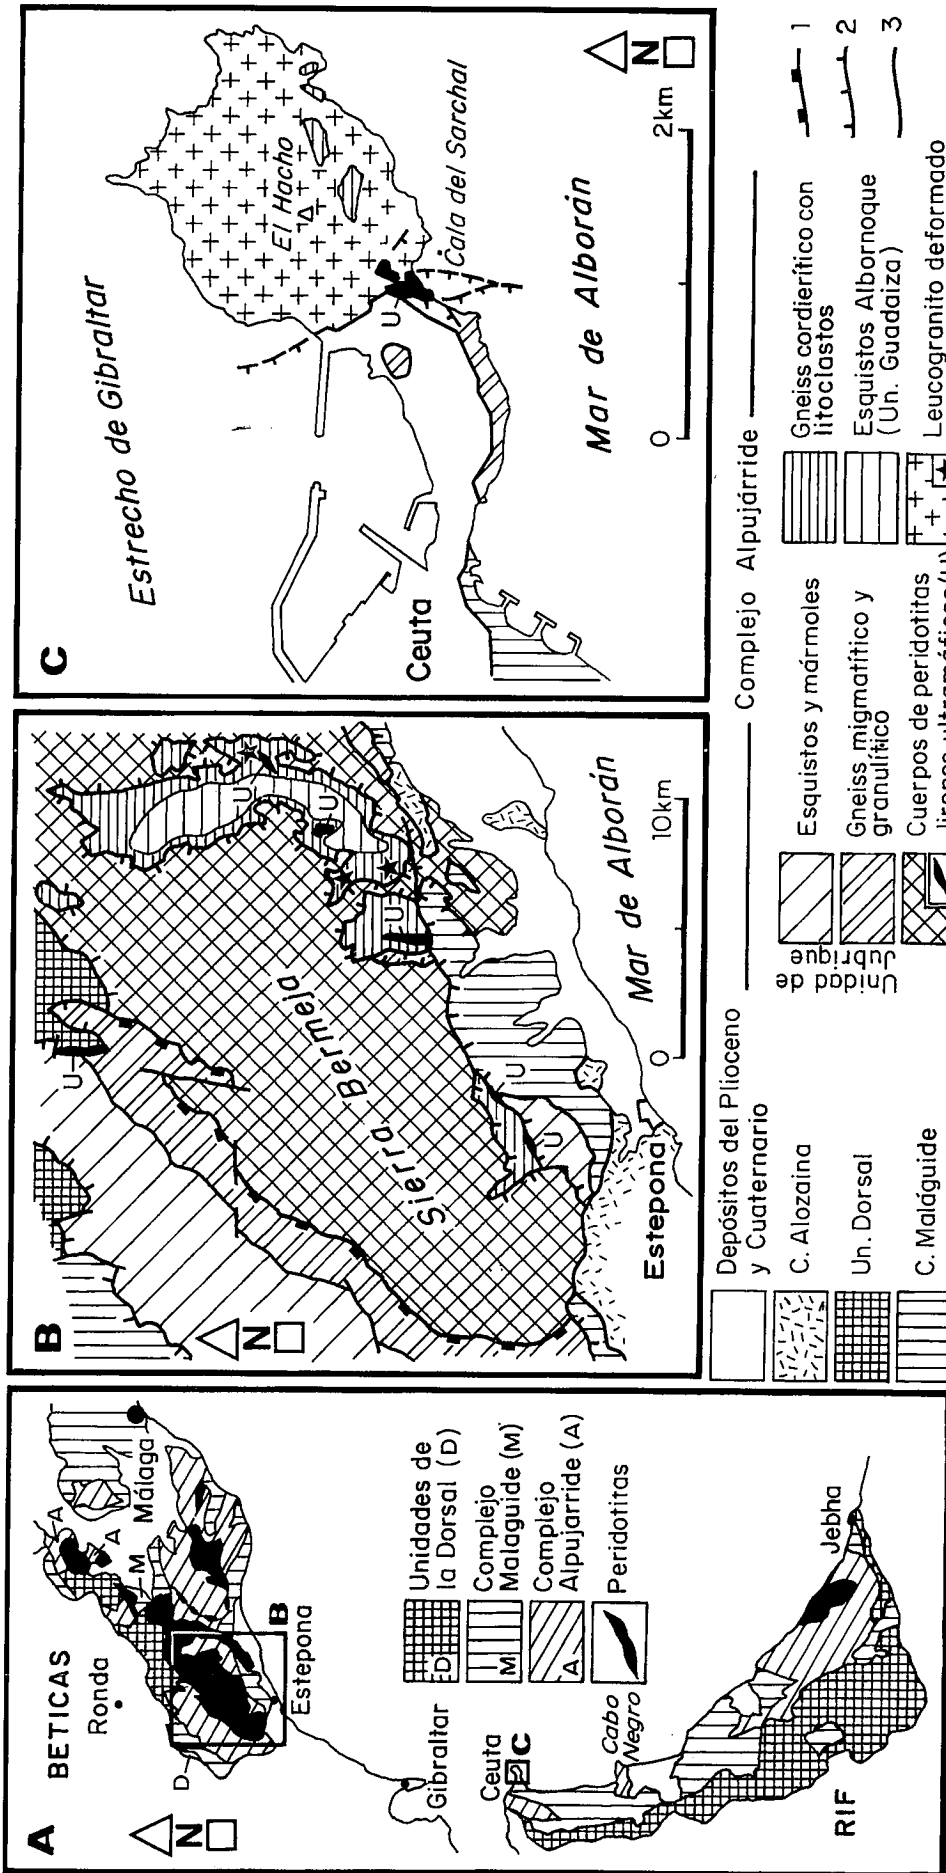 A
BETICAS
Ronda
Málaga
A
A
M
D
B
Estepona
N
Gibraltar
Ceuta
C
Cabo
Negro
Jebha
RIF
D
Unidades de
la Dorsal (D)
M
Complejo
Malaguide (M)
A
Complejo
Alpujarride (A)
Peridotitas
B
N
U
U
U
U
U
U
Sierra Bermeja
Estepona
Mar de Alborán
0
10km
C
Estrecho de Gibraltar
El Hacho
U
Cala del Sarchal
Ceuta
Mar de Alborán
0
2km
N
Depósitos del Plioceno
y Cuaternario
C. Alozaina
Un. Dorsal
C. Maláguide
Complejo Alpujárride
Unidad de
Jubrique
Esquistos y mármoles
Gneiss migmatítico y
granulítico
Cuerpos de peridotitas
Gneiss cordierítico con
litoclastos
Esquistos Albornoque
(Un. Guadaiza)
Leucogranito deformado
1
2
3